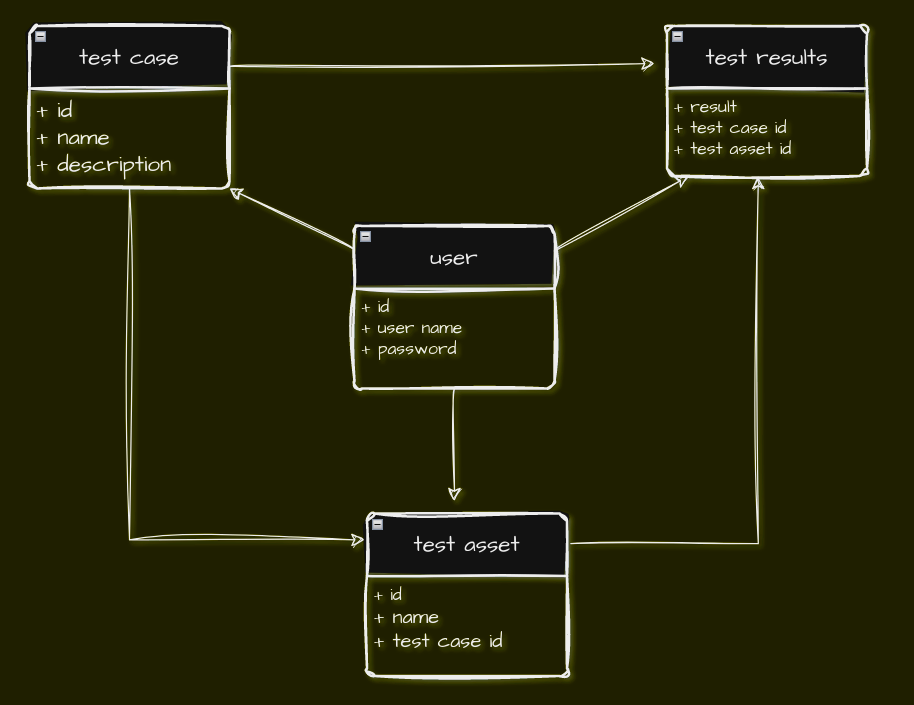 test case
+ id
+ name
+ description
test results
+ result
+ test case id
+ test asset id
user
+ id
+ user name
+ password
test asset
+ id
+ name
+ test case id